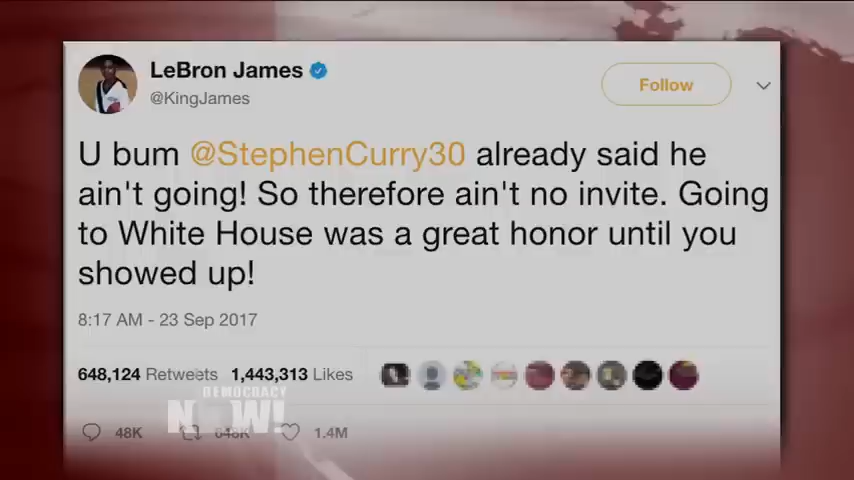 LeBron James
@KingJames
Follow
U bum @StephenCurry30 already said he
ain't going! So therefore ain't no invite. Going
to White House was a great honor until you
showed up!
8:17 AM - 23 Sep 2017
648,124 Retweets 1,443,313 Likes
DEMOCRACY
NOW!
48K 648K 1.4M